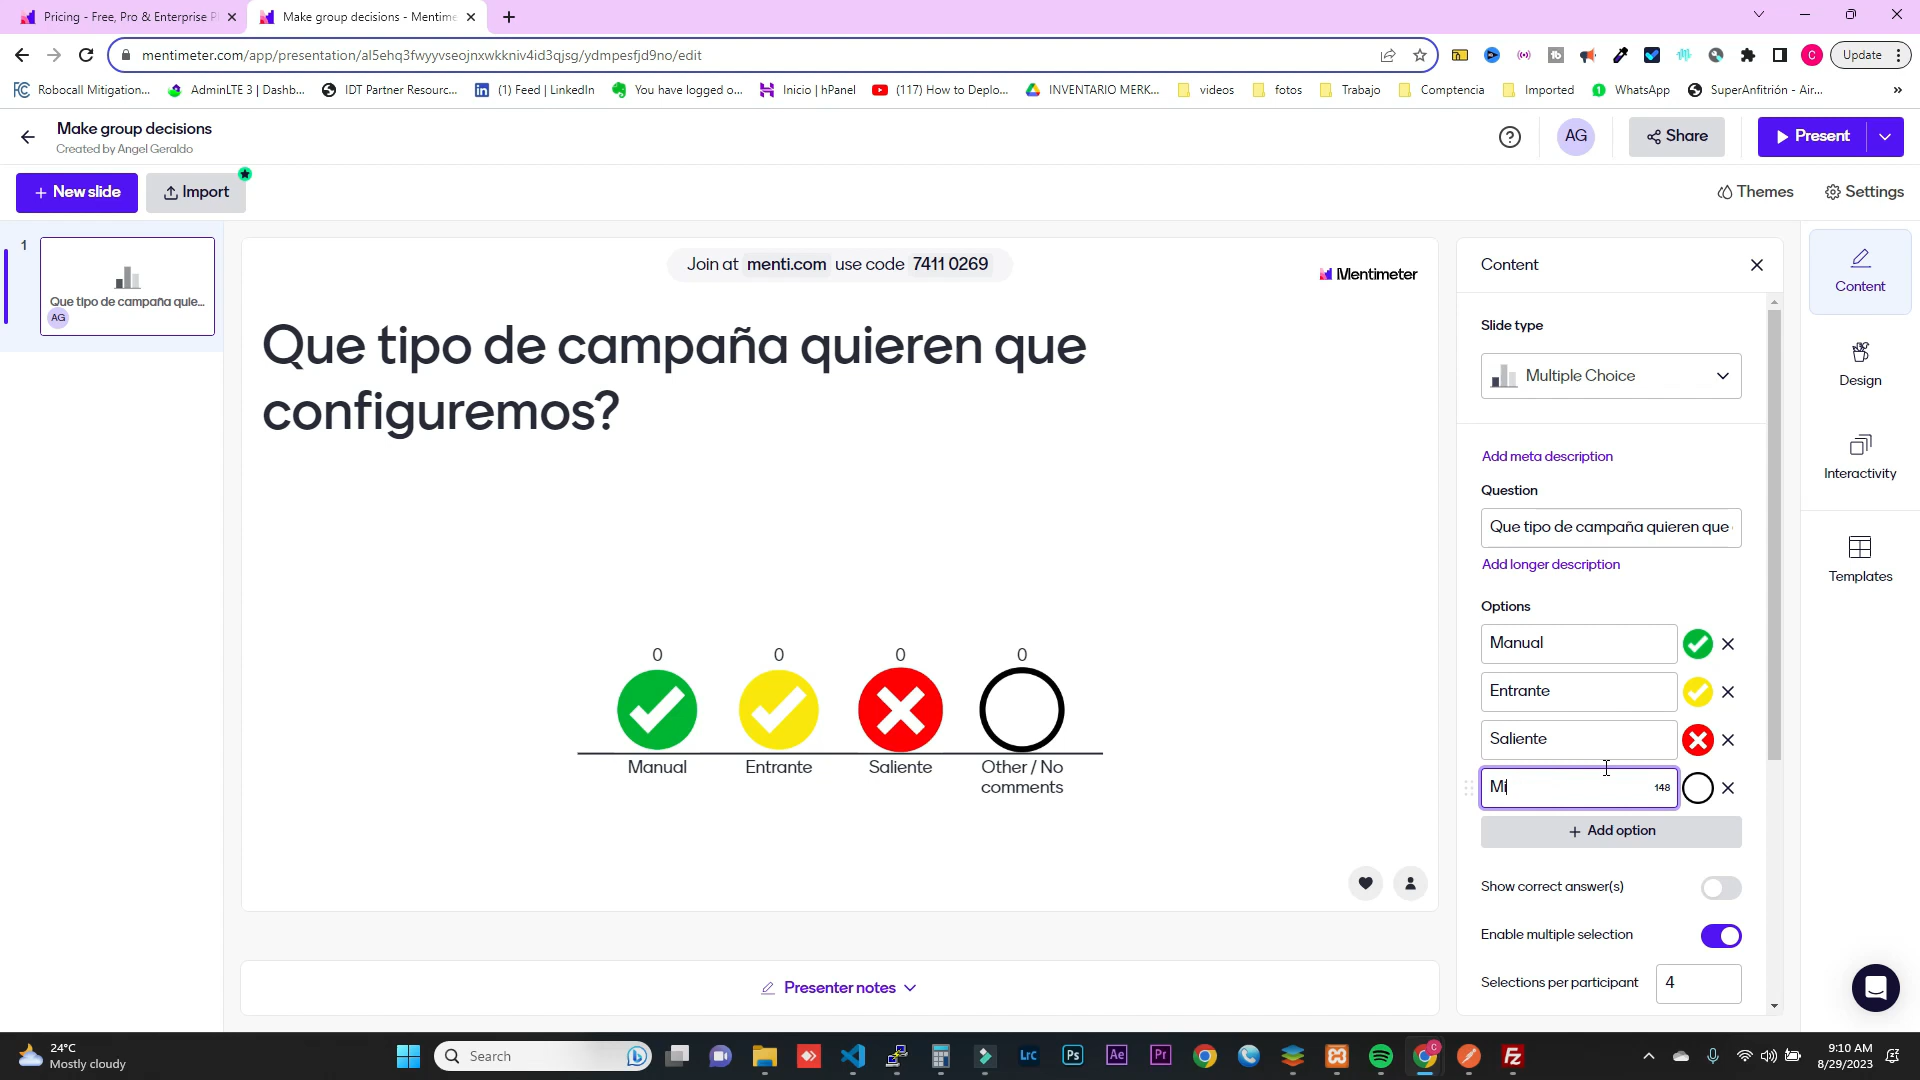 Pricing - Free, Pro & Enterprise P
Make group decisions - Mentime
mentimeter.com/app/presentation/al5ehq3fwyyvseojnxwkkniv4id3qjsg/ydmpesfjd9no/edit
C
Update
Robocall Mitigation...
AdminLTE 3 | Dashb...
IDT Partner Resourc...
(1) Feed | LinkedIn
You have logged o...
Inicio | hPanel
(117) How to Deplo...
INVENTARIO MERK...
videos
fotos
Trabajo
Comptencia
Imported
WhatsApp
SuperAnfitrión - Air...
Make group decisions
Created by Angel Geraldo
AG
Share
Present
New slide
Import
Themes
Settings
1
Que tipo de campaña quie...
AG
Join at menti.com use code 7411 0269
Mentimeter
Que tipo de campaña quieren que
configuremos?
0 0 0 0
Manual Entrante Saliente Other / No
comments
Presenter notes
Content
Slide type
Multiple Choice
Add meta description
Question
Que tipo de campaña quieren que
Add longer description
Options
Manual
Entrante
Saliente
Mi 148
Add option
Show correct answer(s)
Enable multiple selection
Selections per participant 4
Content
Design
Interactivity
Templates
24°C
Mostly cloudy
Search
Lrc
Ps
Ae
Pr
C
Fz
9:10 AM
8/29/2023